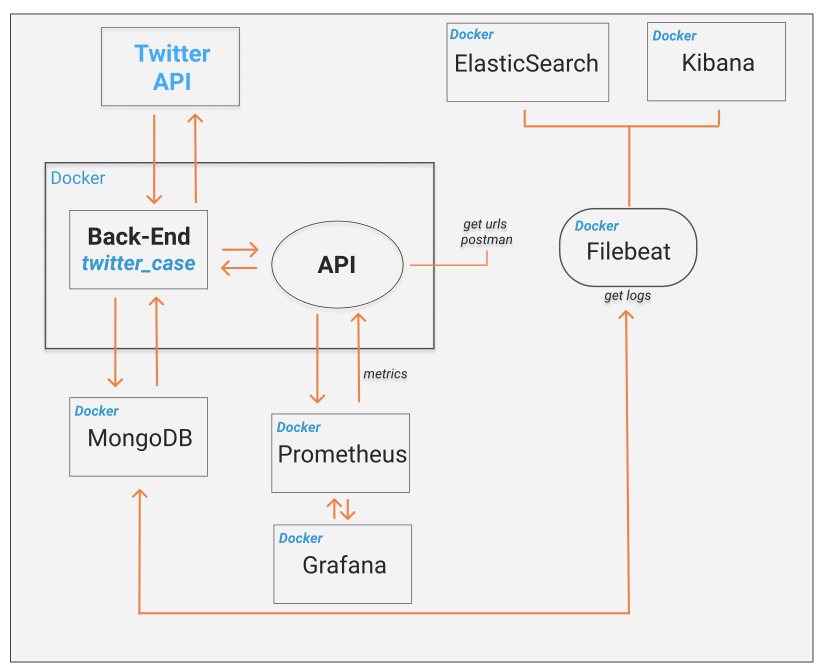 Twitter
API
Docker
ElasticSearch
Docker
Kibana
Docker
Back-End
twitter_case
API
get urls
postman
Docker
Filebeat
get logs
metrics
Docker
MongoDB
Docker
Prometheus
Docker
Grafana